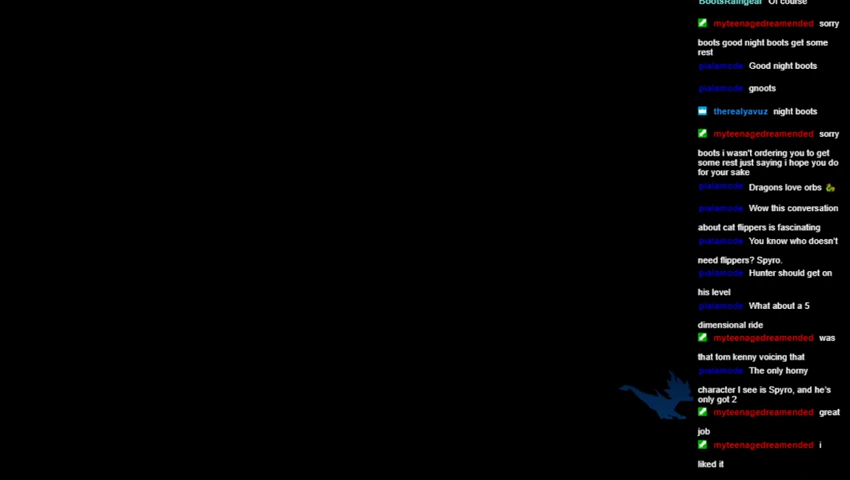 BootsRaingear Of course
myteenagedreamended sorry
boots good night boots get some
rest
pialamode Good night boots
pialamode gnoots
therealyavuz night boots
myteenagedreamended sorry
boots i wasn't ordering you to get
some rest just saying i hope you do
for your sake
pialamode Dragons love orbs
pialamode Wow this conversation
about cat flippers is fascinating
pialamode You know who doesn't
need flippers? Spyro.
pialamode Hunter should get on
his level
pialamode What about a 5
dimensional ride
myteenagedreamended was
that tom kenny voicing that
pialamode The only horny
character I see is Spyro, and he's
only got 2
myteenagedreamended great
job
myteenagedreamended i
liked it